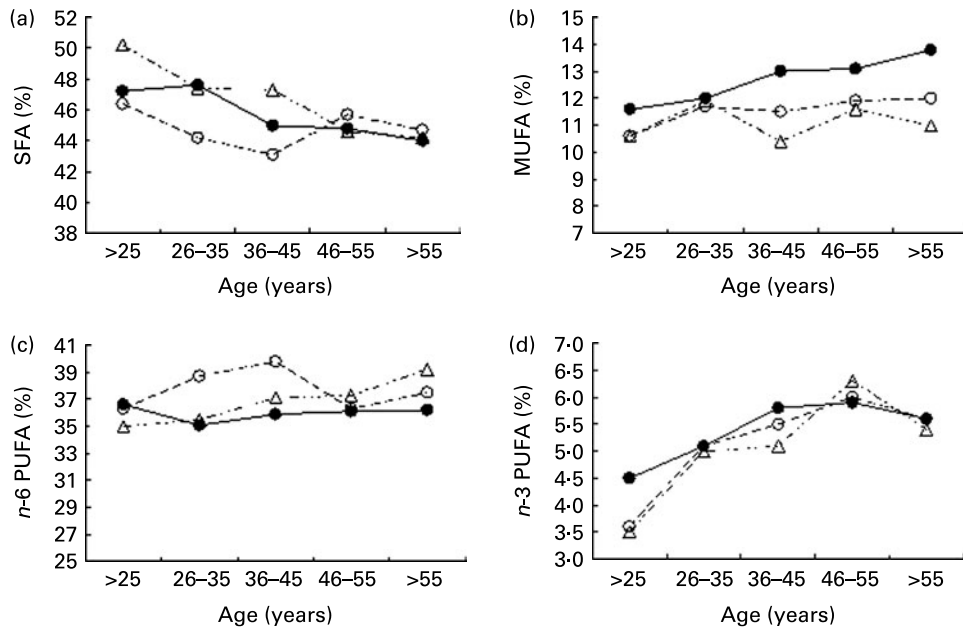 (a)
52
50
48
46
44
42
40
38
SFA (%)
>25 26–35 36–45 46–55 >55
Age (years)
(b)
15
14
13
12
11
10
9
8
7
MUFA (%)
>25 26–35 36–45 46–55 >55
Age (years)
(c)
41
39
37
35
33
31
29
27
25
n-6 PUFA (%)
>25 26–35 36–45 46–55 >55
Age (years)
(d)
7·0
6·5
6·0
5·5
5·0
4·5
4·0
3·5
3·0
n-3 PUFA (%)
>25 26–35 36–45 46–55 >55
Age (years)